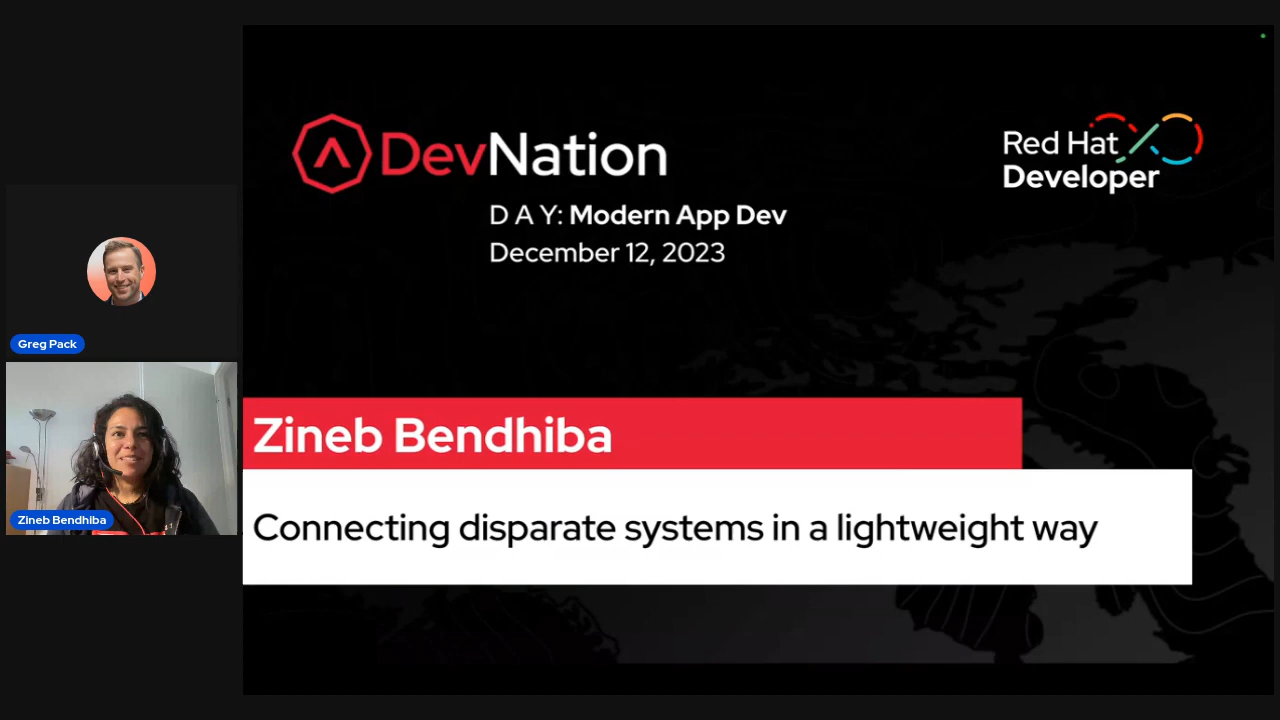 DevNation
DAY: Modern App Dev
December 12, 2023
Red Hat
Developer
Greg Pack
Zineb Bendhiba
Zineb Bendhiba
Connecting disparate systems in a lightweight way